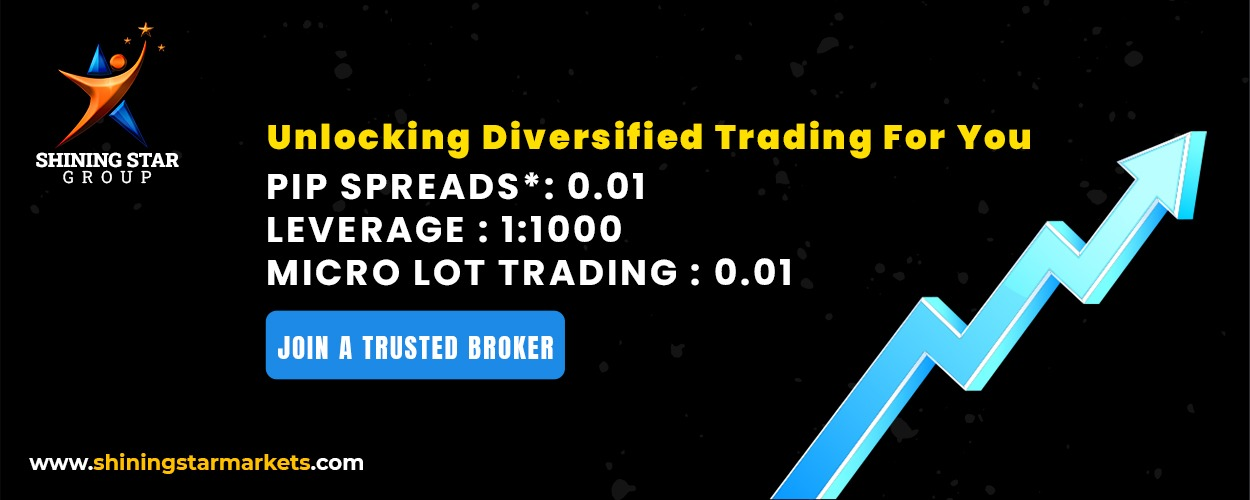 SHINING STAR
GROUP
Unlocking Diversified Trading For You
PIP SPREADS*: 0.01
LEVERAGE : 1:1000
MICRO LOT TRADING : 0.01
JOIN A TRUSTED BROKER
www.shiningstarmarkets.com